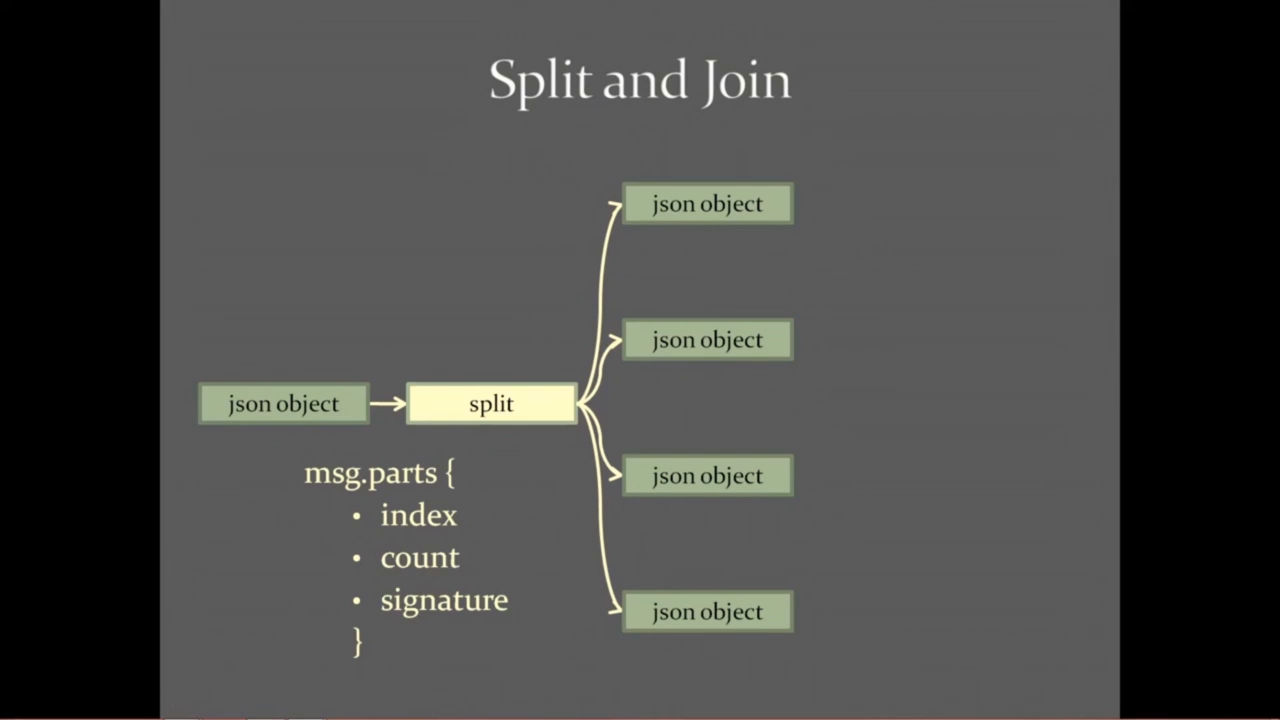 Split and Join
json object
json object
json object
split
msg.parts {
• index
• count
• signature
}
json object
json object